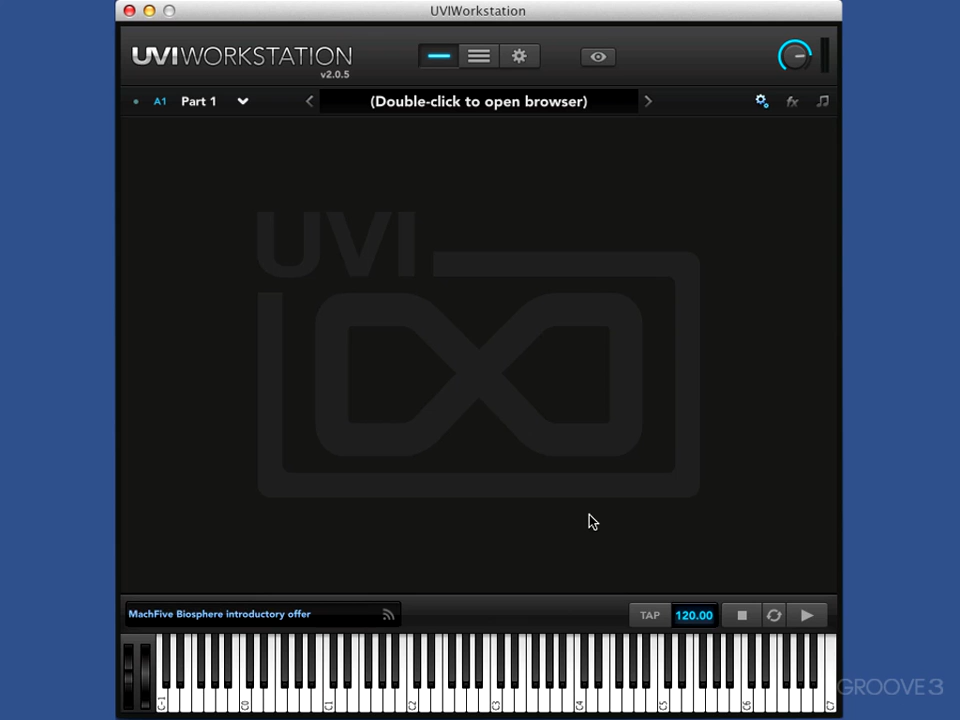 UVIWorkstation
UVIWORKSTATION
v2.0.5
A1 Part 1 (Double-click to open browser) fx
UVI
MachFive Biosphere introductory offer
TAP 120.00
C-1 C0 C1 C2 C3 C4 C5 C6 C7
GROOVE3